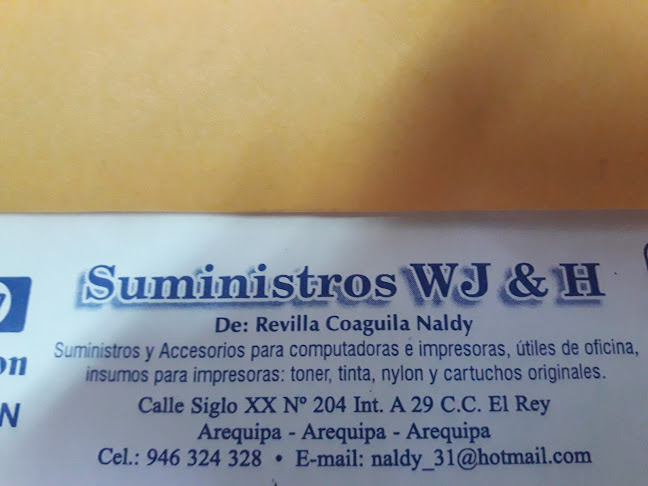 Suministros WJ & H
De: Revilla Coaguila Naldy
Suministros y Accesorios para computadoras e impresoras, útiles de oficina,
insumos para impresoras: toner, tinta, nylon y cartuchos originales.
Calle Siglo XX Nº 204 Int. A 29 C.C. El Rey
Arequipa - Arequipa - Arequipa
Cel.: 946 324 328 • E-mail: naldy_31@hotmail.com